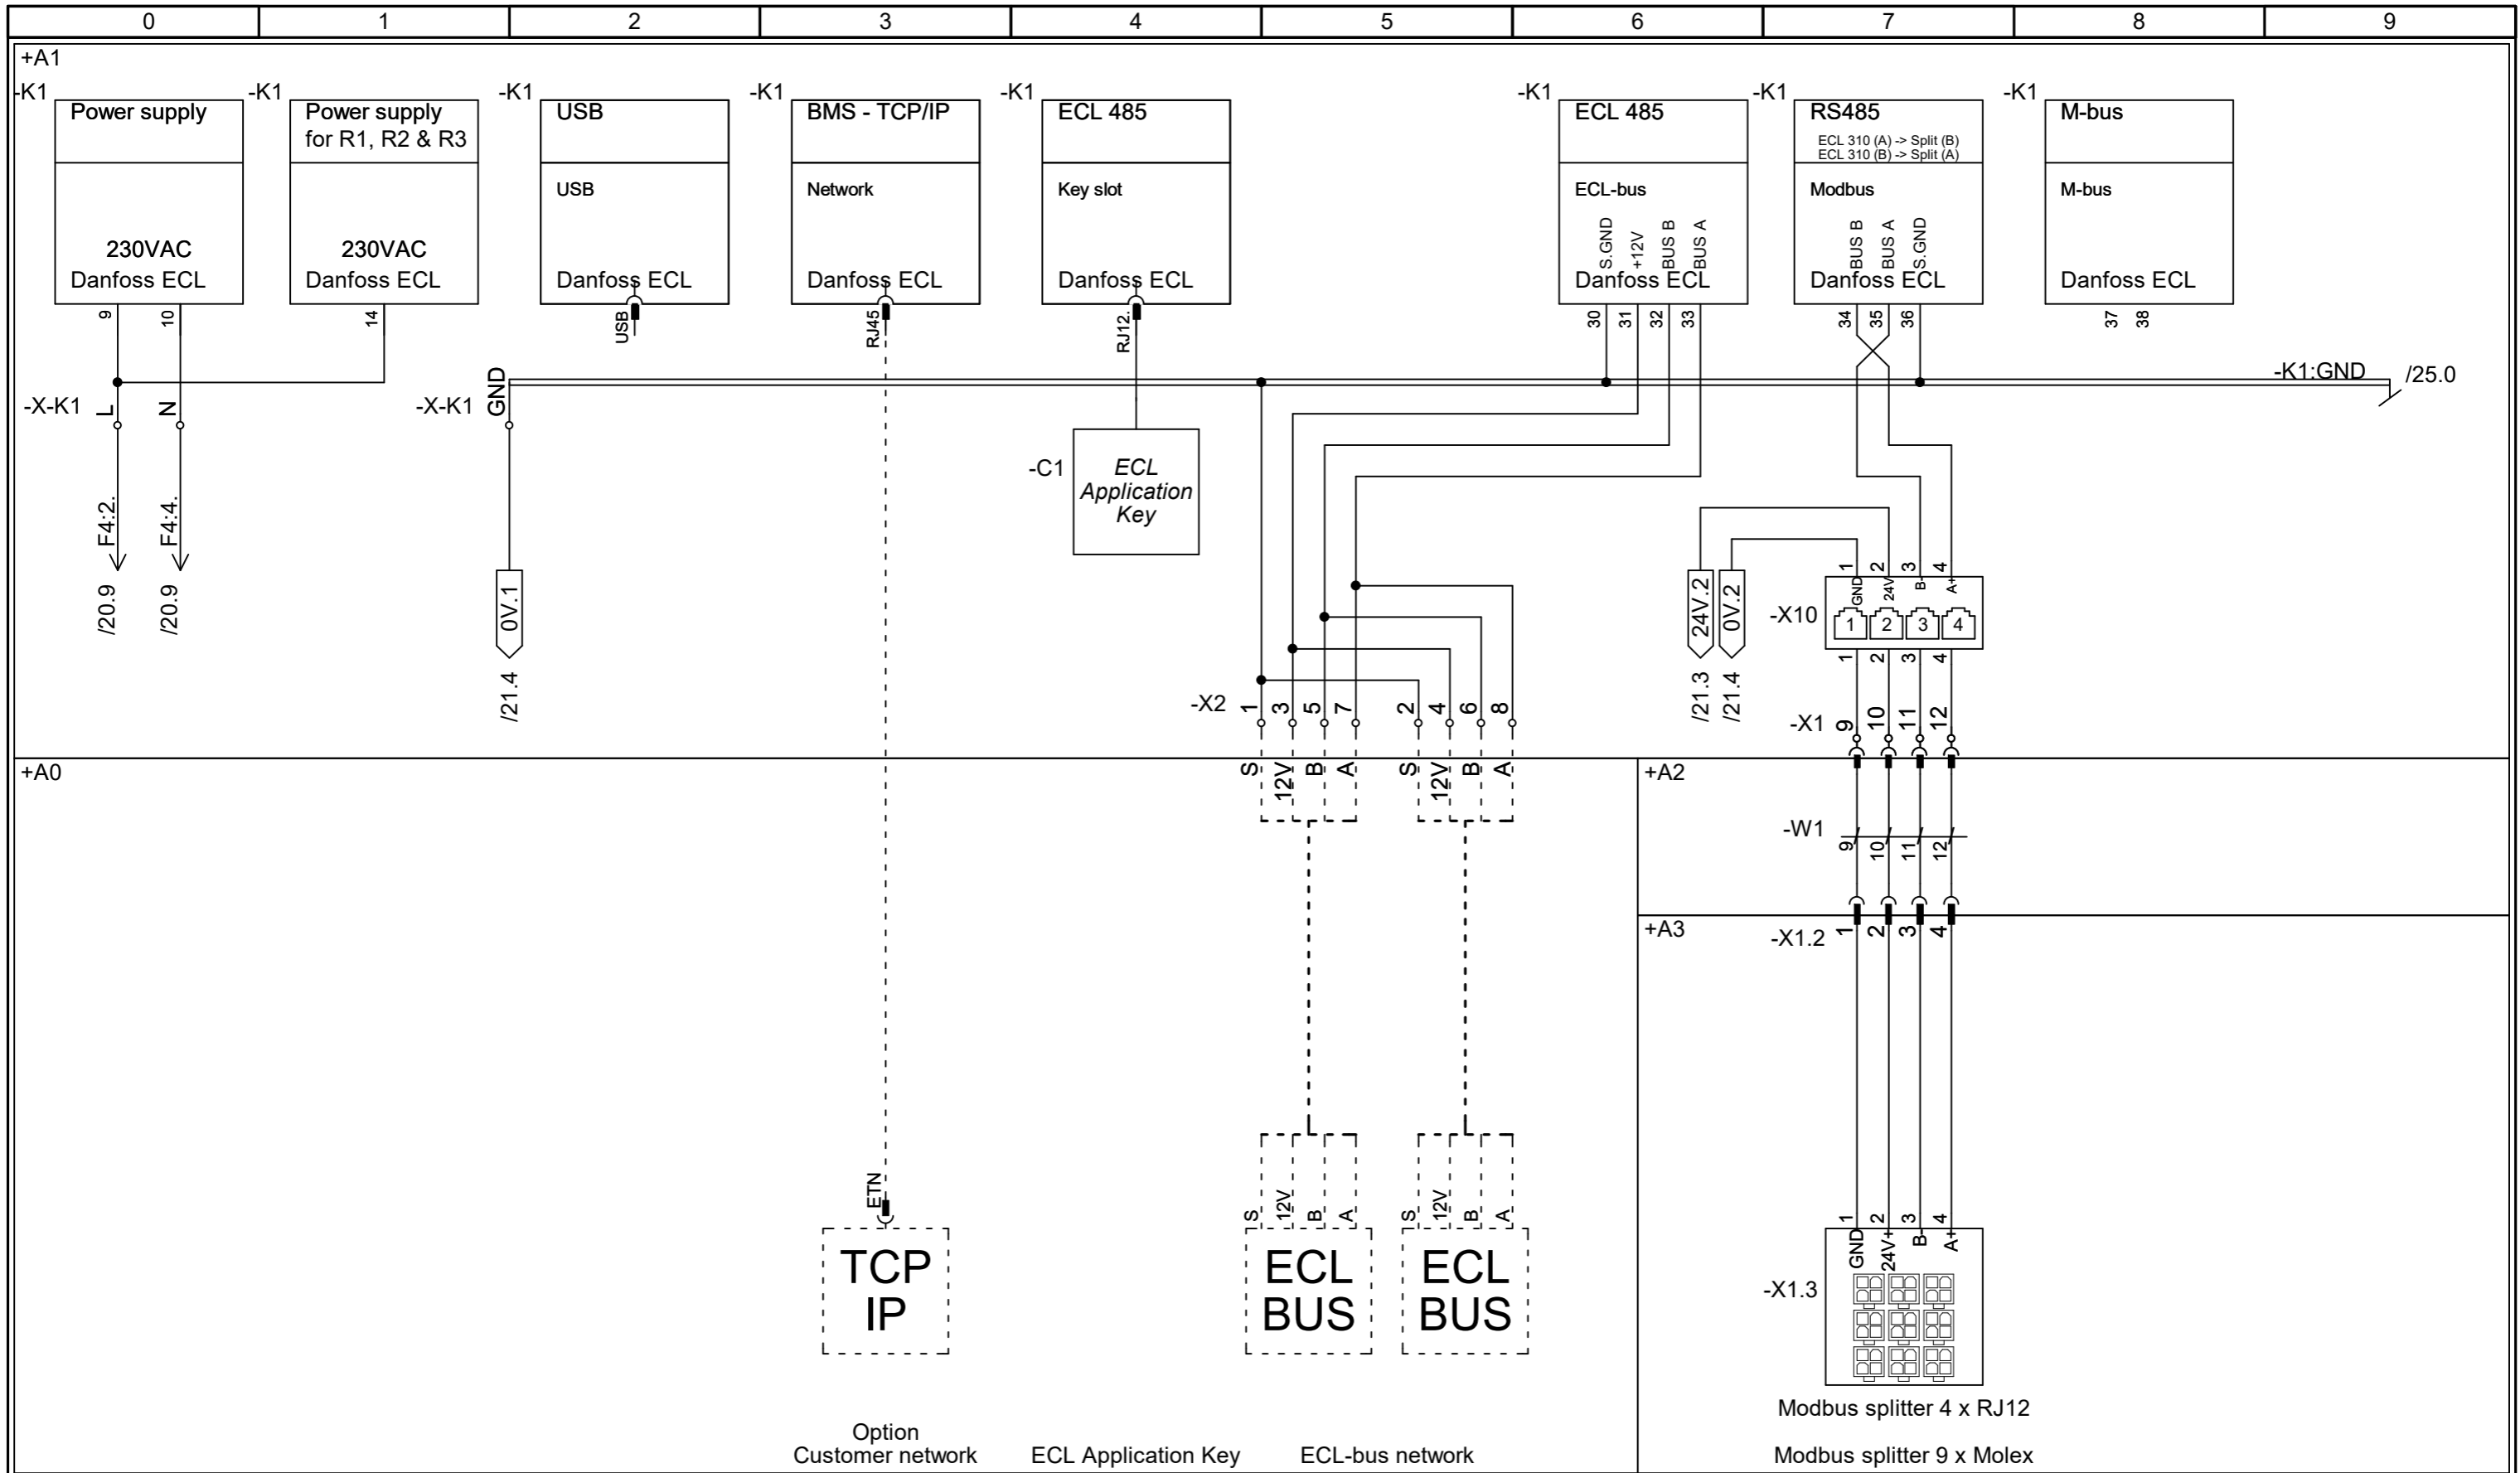 0 1 2 3 4 5 6 7 8 9
+A1
-K1 -K1 -K1 -K1 -K1 -K1 -K1 -K1
Power supply
230VAC
Danfoss ECL
9 10
Power supply
for R1, R2 & R3
230VAC
Danfoss ECL
14
USB
USB
Danfoss ECL
USB
BMS - TCP/IP
Network
Danfoss ECL
RJ45
ECL 485
Key slot
Danfoss ECL
RJ12.
ECL 485
ECL-bus
S.GND +12V BUS B BUS A
Danfoss ECL
30 31 32 33
RS485
ECL 310 (A) -> Split (B)
ECL 310 (B) -> Split (A)
Modbus
BUS B BUS A S.GND
Danfoss ECL
34 35 36
M-bus
M-bus
Danfoss ECL
37 38
-K1:GND /25.0
-X-K1 L N
F4:2. F4:4.
/20.9 /20.9
-X-K1 GND
0V.1
/21.4
-C1
ECL
Application
Key
24V.2 0V.2
/21.3 /21.4
1 2 3 4
GND 24V B- A+
-X10
1 2 3 4
1 2 3 4
-X2 1 3 5 7 2 4 6 8
-X1 9 10 11 12
+A0
S 12V B A S 12V B A
+A2
-W1
9 10 11 12
+A3
-X1.2 1 2 3 4
ETN
TCP
IP
S 12V B A
ECL
BUS
S 12V B A
ECL
BUS
1 2 3 4
GND 24V+ B- A+
-X1.3
Modbus splitter 4 x RJ12
Option
Customer network
ECL Application Key
ECL-bus network
Modbus splitter 9 x Molex